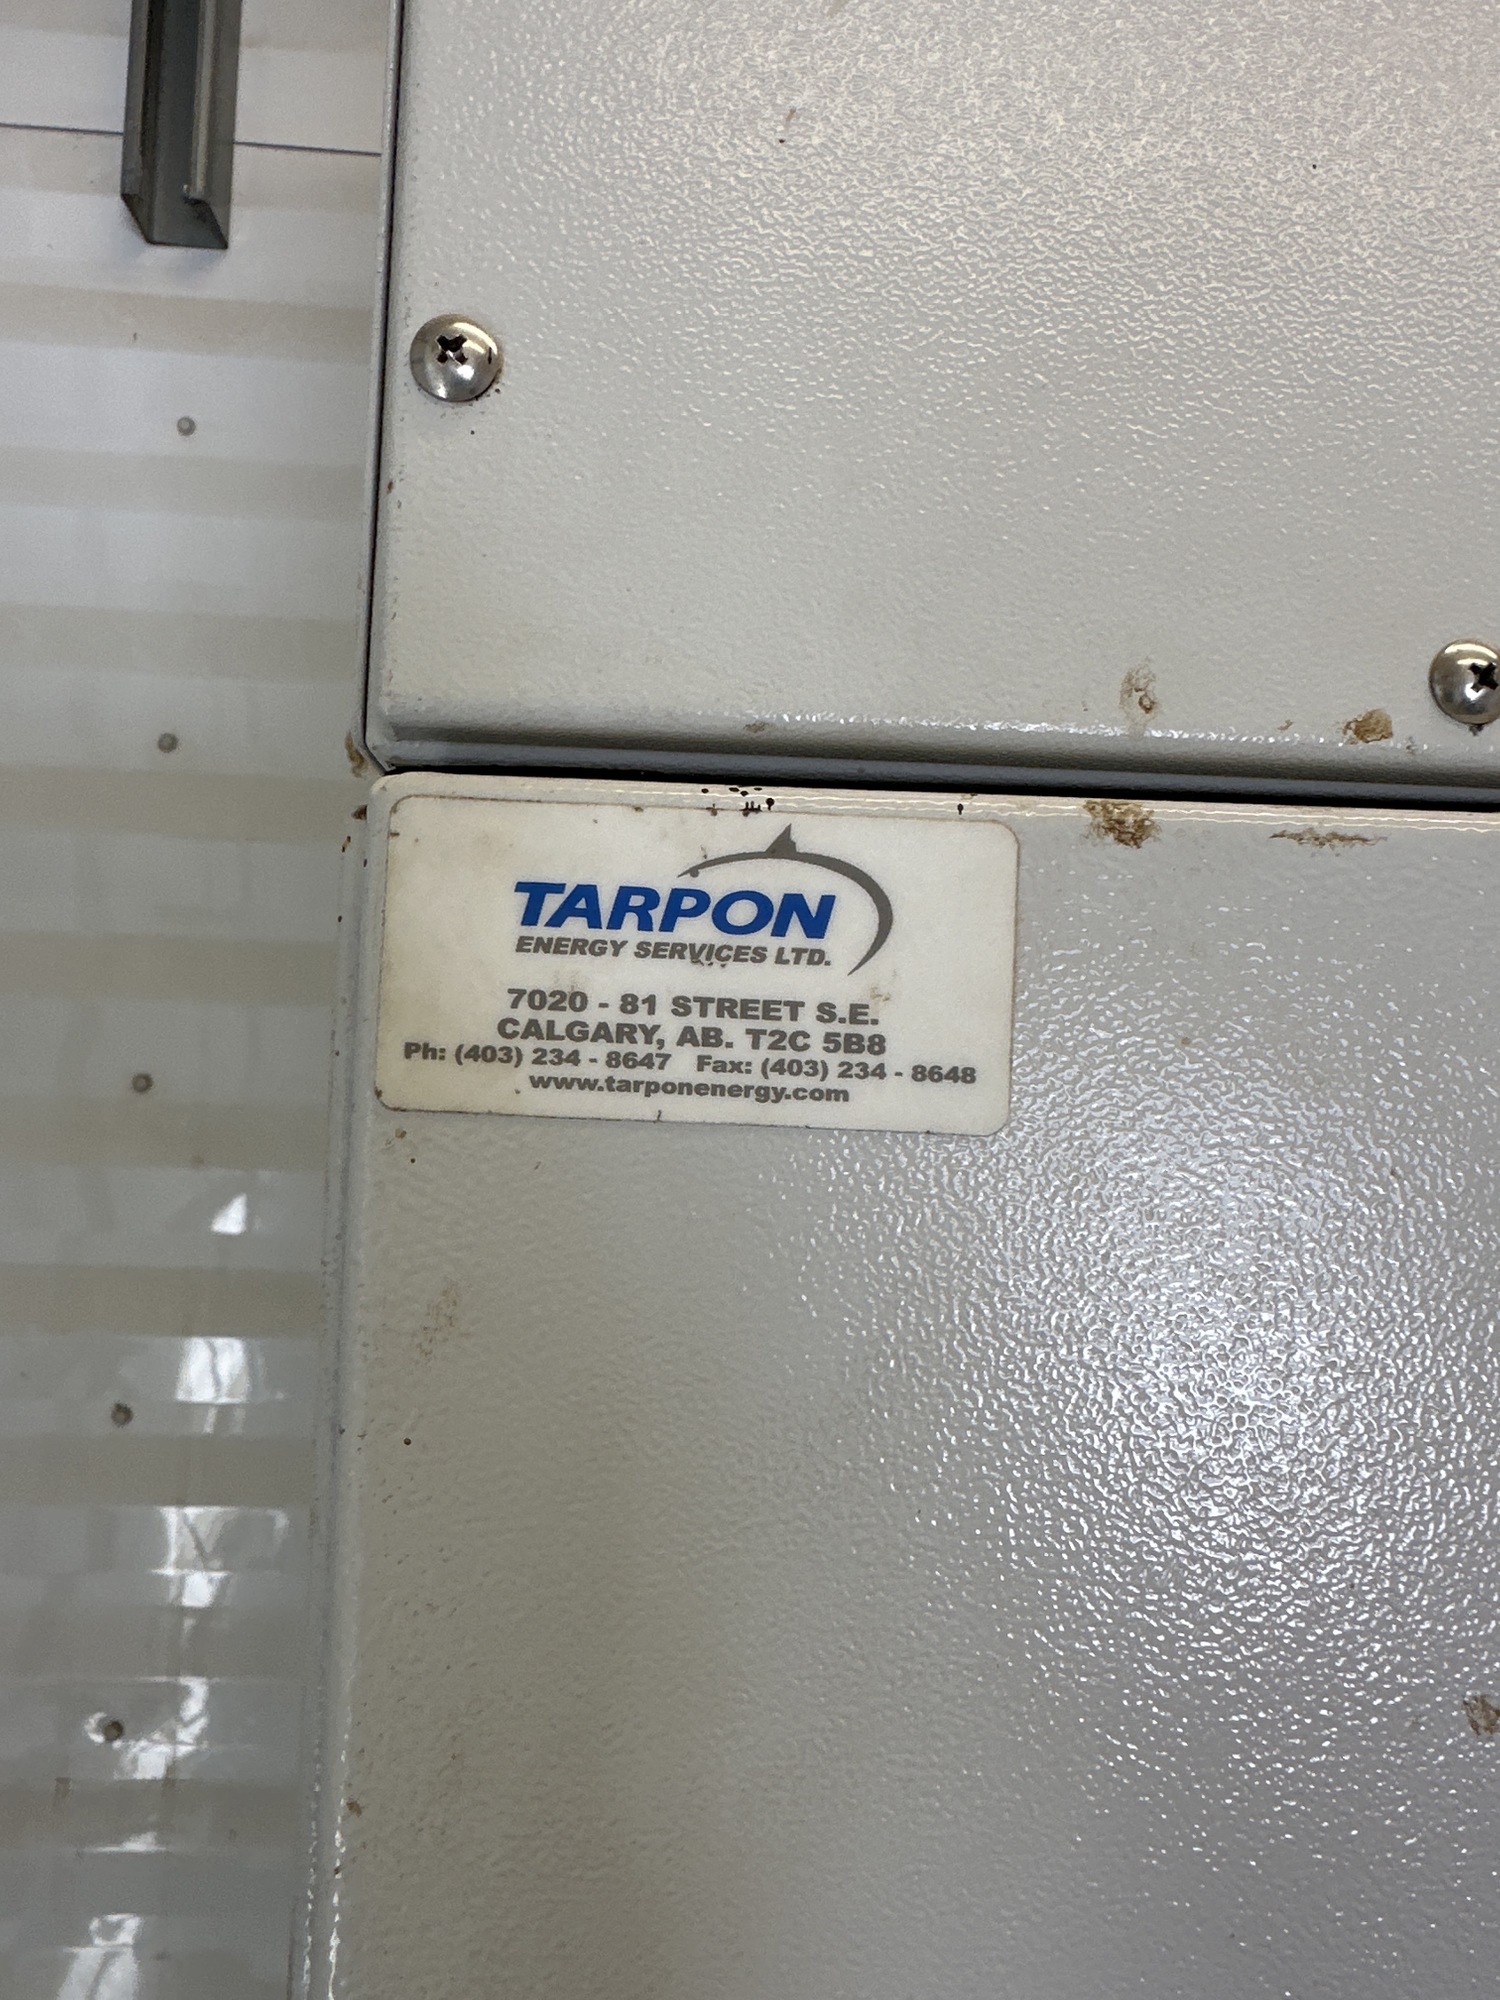 TARPON
ENERGY SERVICES LTD.
7020 - 81 STREET S.E.
CALGARY, AB. T2C 5B8
Ph: (403) 234 - 8647 Fax: (403) 234 - 8648
www.tarponenergy.com